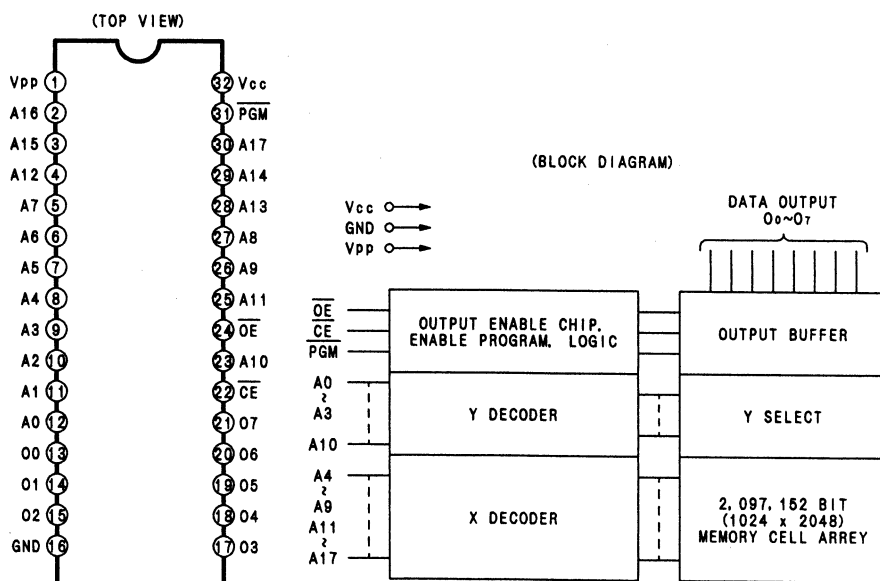 (TOP VIEW)
Vpp 1 32 Vcc
A16 2 31 PGM
A15 3 30 A17
A12 4 29 A14
A7 5 28 A13
A6 6 27 A8
A5 7 26 A9
A4 8 25 A11
A3 9 24 OE
A2 10 23 A10
A1 11 22 CE
A0 12 21 O7
O0 13 20 O6
O1 14 19 O5
O2 15 18 O4
GND 16 17 O3
(BLOCK DIAGRAM)
Vcc
GND
Vpp
DATA OUTPUT
O0~O7
OE
CE
PGM
OUTPUT ENABLE CHIP,
ENABLE PROGRAM, LOGIC
OUTPUT BUFFER
A0
~
A3
A10
Y DECODER
Y SELECT
A4
~
A9
A11
~
A17
X DECODER
2,097,152 BIT
(1024 x 2048)
MEMORY CELL ARREY